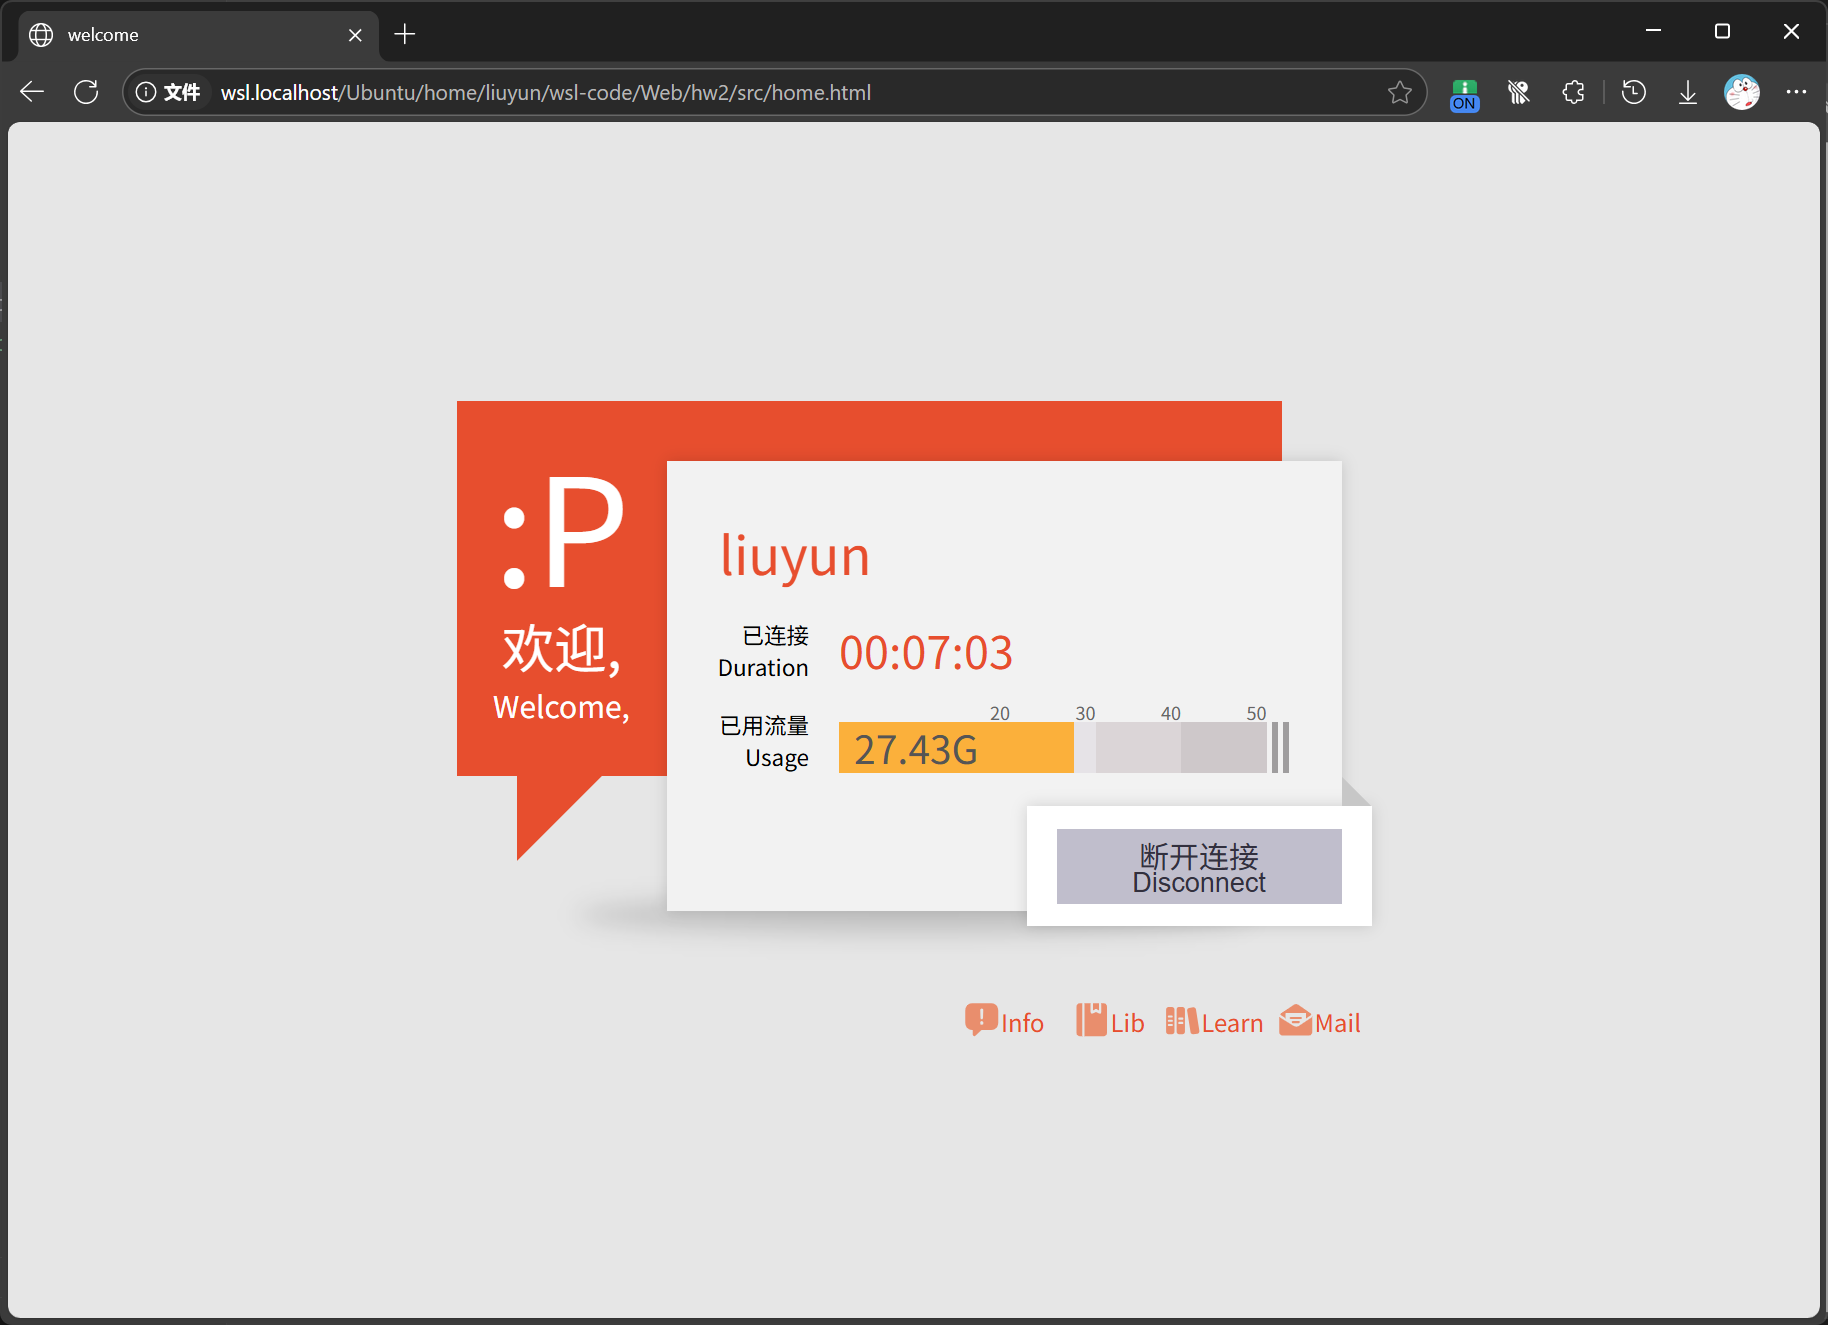 welcome
文件 wsl.localhost/Ubuntu/home/liuyun/wsl-code/Web/hw2/src/home.html
ON
:P
欢迎,
Welcome,
liuyun
已连接
Duration
00:07:03
已用流量
Usage
20 30 40 50
27.43G
断开连接
Disconnect
Info Lib Learn Mail